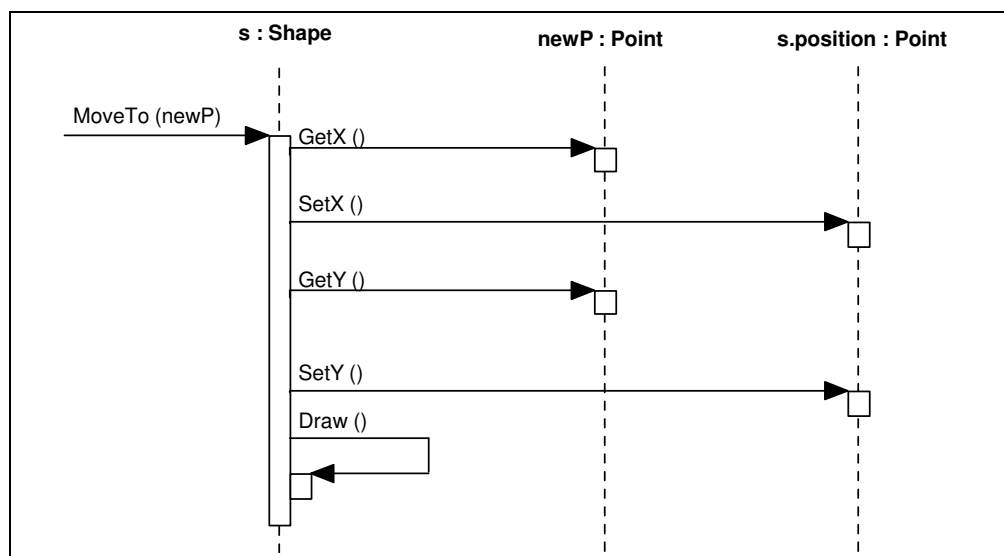 s : Shape
newP : Point
s.position : Point
MoveTo (newP)
GetX ()
SetX ()
GetY ()
SetY ()
Draw ()